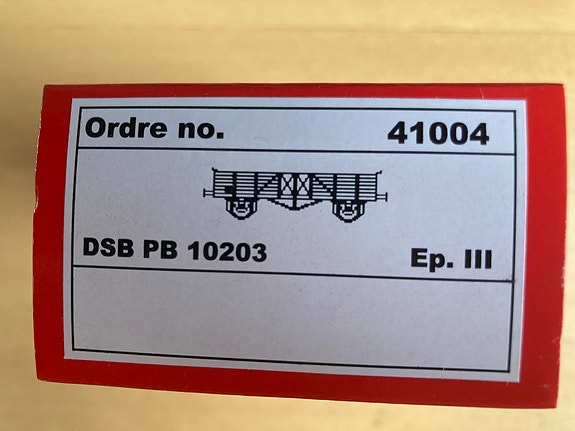 Ordre no. 41004
DSB PB 10203 Ep. III